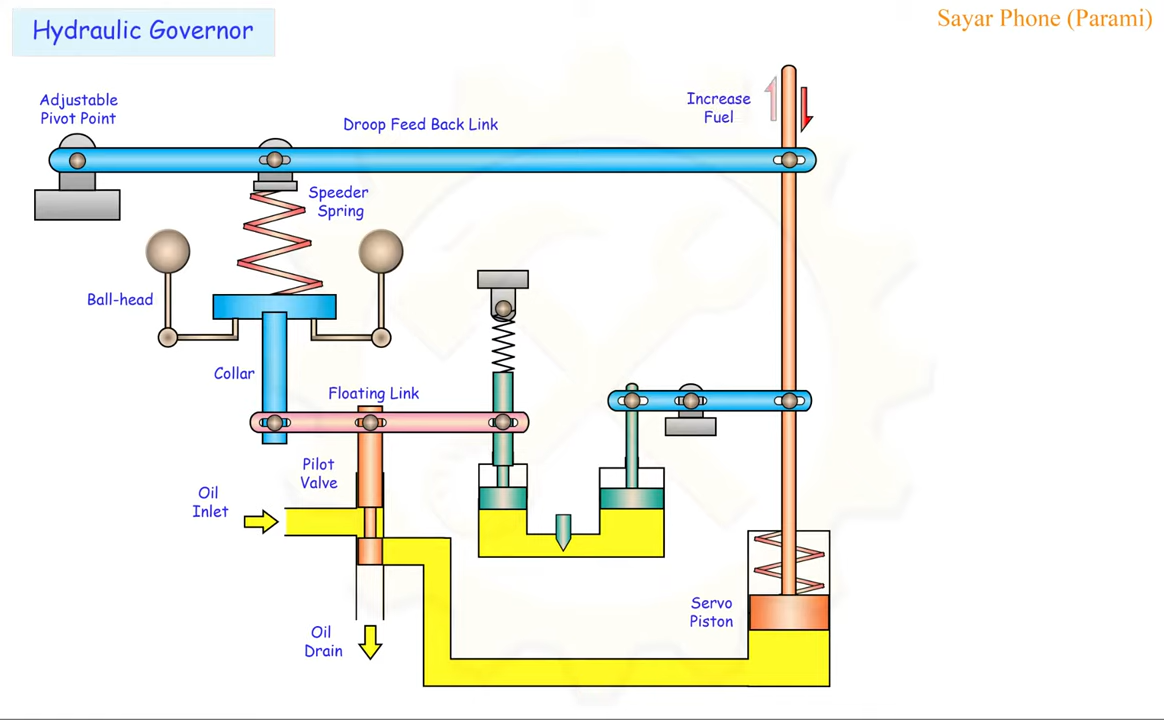 Hydraulic Governor
Sayar Phone (Parami)
Adjustable
Pivot Point
Droop Feed Back Link
Increase
Fuel
Speeder
Spring
Ball-head
Collar
Floating Link
Pilot
Valve
Oil
Inlet
Servo
Piston
Oil
Drain